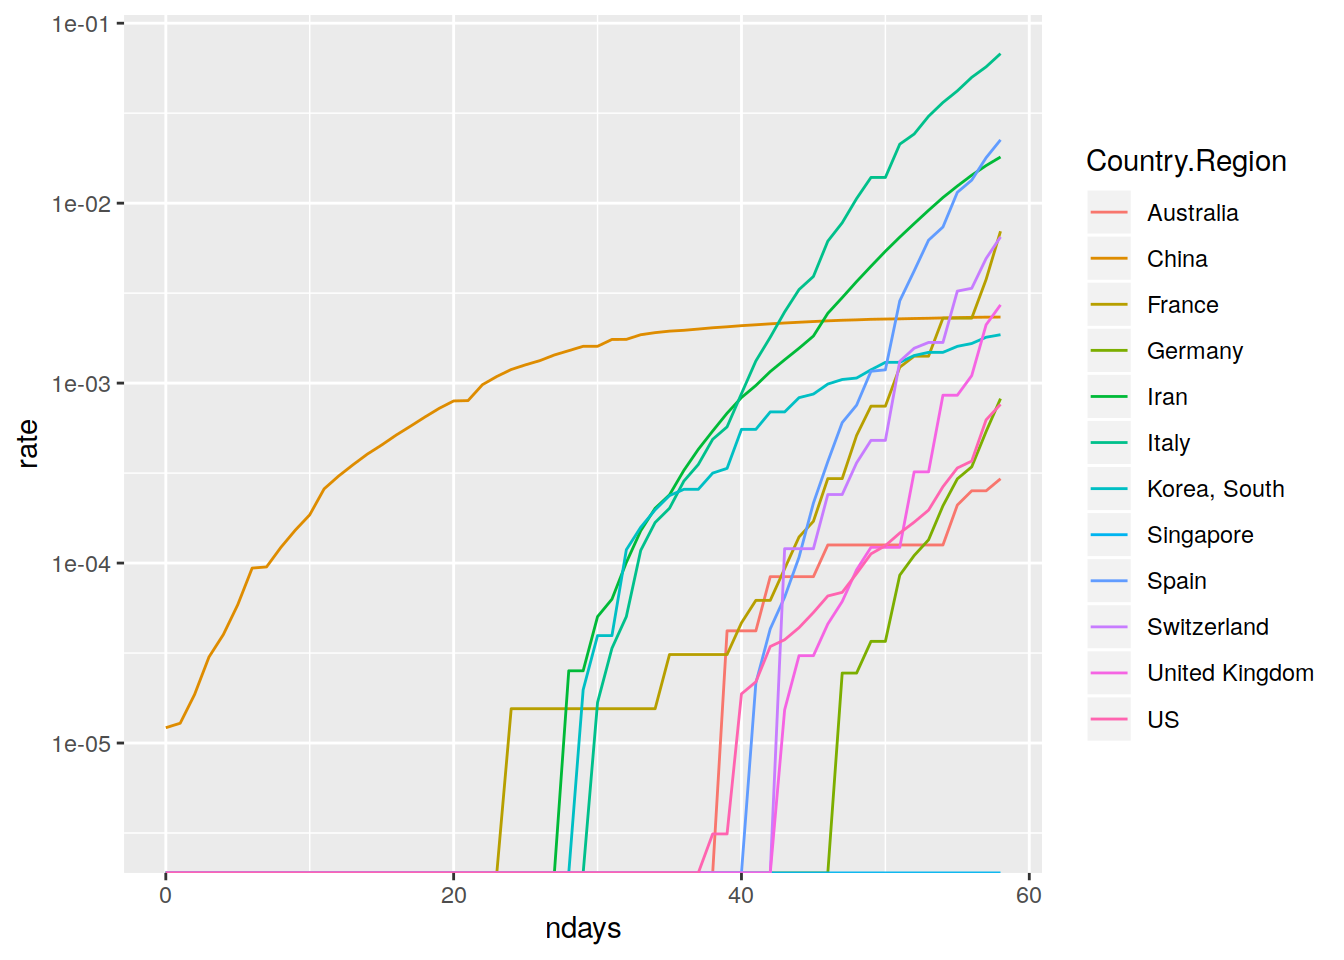 1e-01
1e-02
1e-03
1e-04
1e-05
rate
0 20 40 60
ndays
Country.Region
Australia
China
France
Germany
Iran
Italy
Korea, South
Singapore
Spain
Switzerland
United Kingdom
US